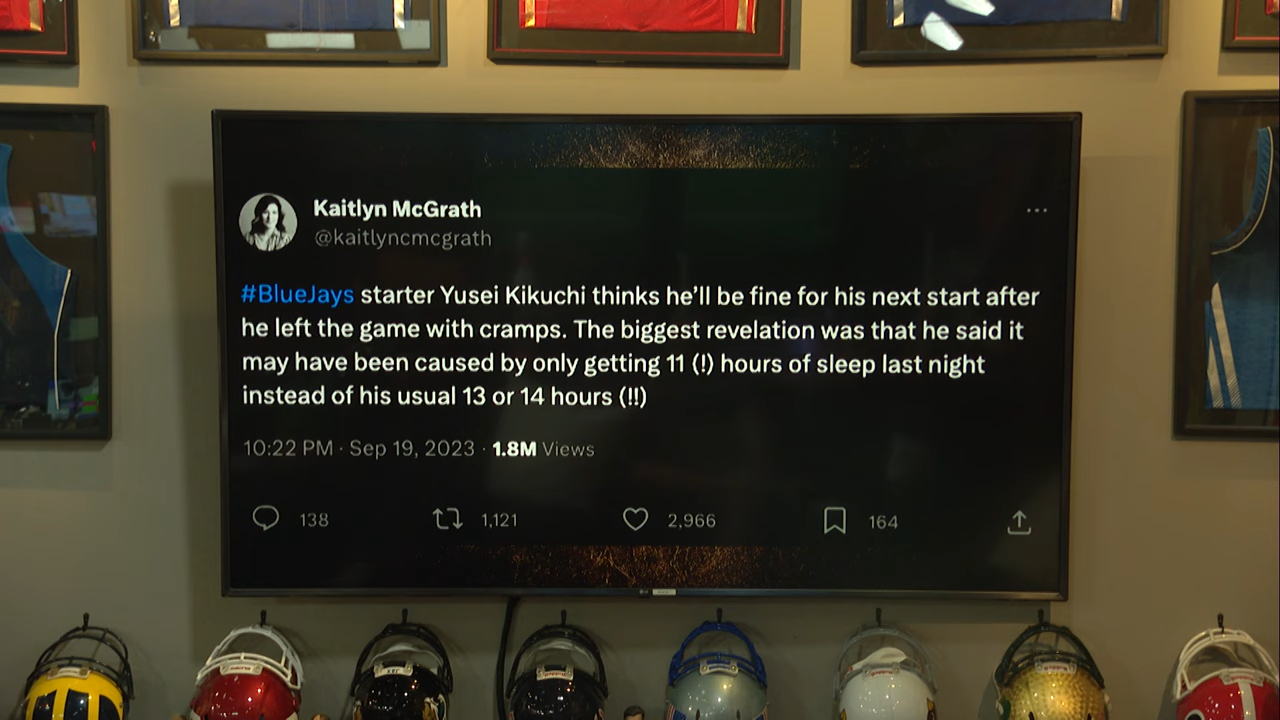 Kaitlyn McGrath
@kaitlyncmcgrath
#BlueJays starter Yusei Kikuchi thinks he'll be fine for his next start after
he left the game with cramps. The biggest revelation was that he said it
may have been caused by only getting 11 (!) hours of sleep last night
instead of his usual 13 or 14 hours (!!)
10:22 PM · Sep 19, 2023 · 1.8M Views
138 1,121 2,966 164